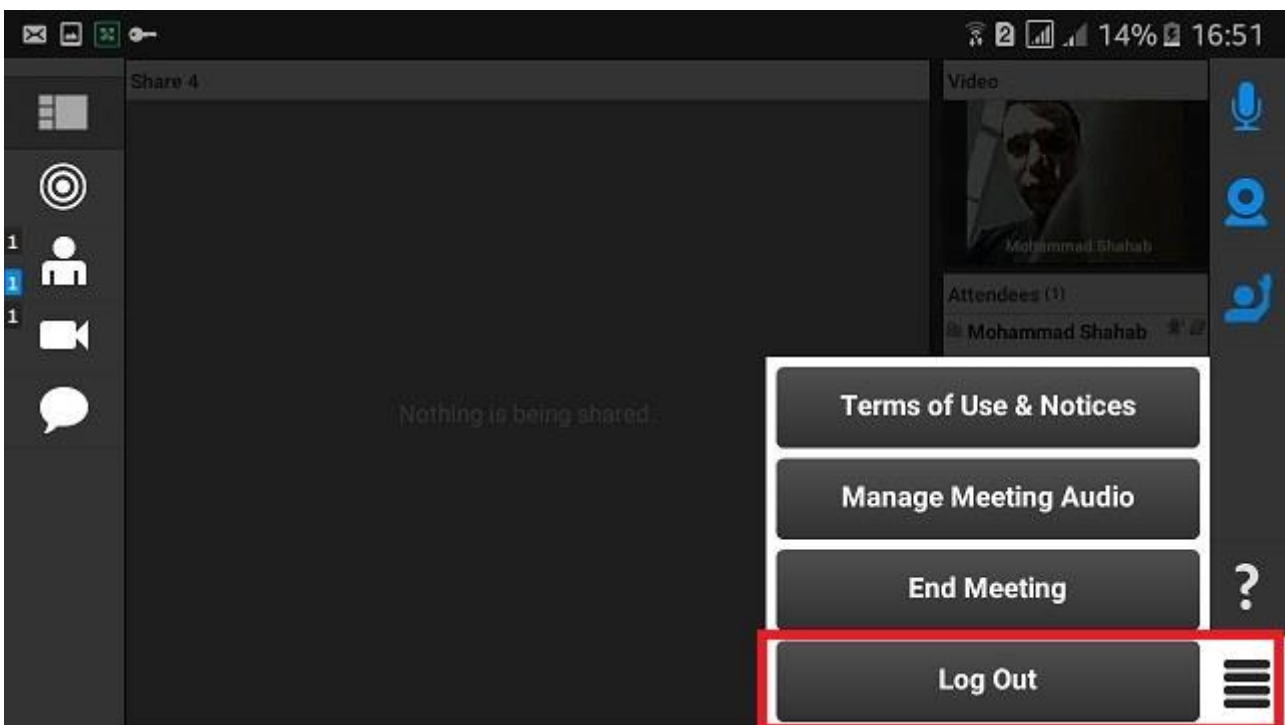 2 14% 16:51
Share 4
Video
Mohammad Shahab
Attendees (1)
Mohammad Shahab
1
1
1
Nothing is being shared.
Terms of Use & Notices
Manage Meeting Audio
End Meeting
?
Log Out